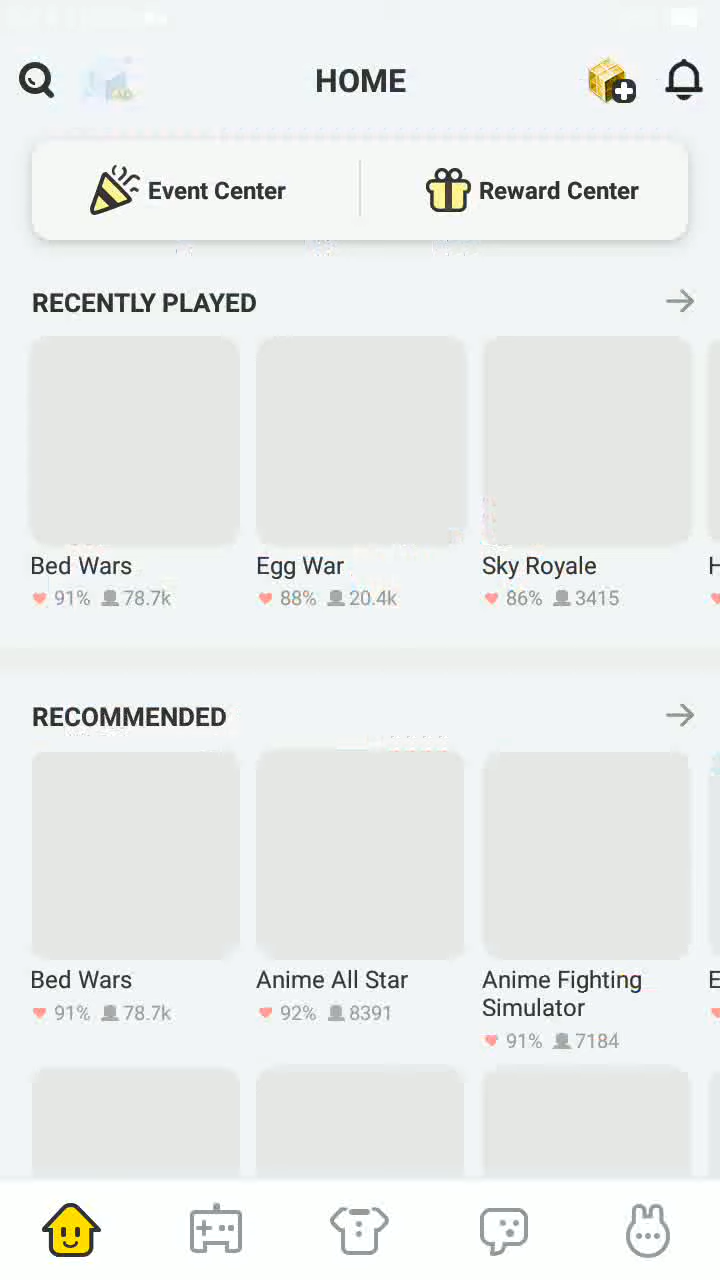 HOME
Event Center
Reward Center
RECENTLY PLAYED
Bed Wars
Egg War
Sky Royale
H
91% 78.7k
88% 20.4k
86% 3415
RECOMMENDED
Bed Wars
Anime All Star
Anime Fighting
Simulator
E
91% 78.7k
92% 8391
91% 7184